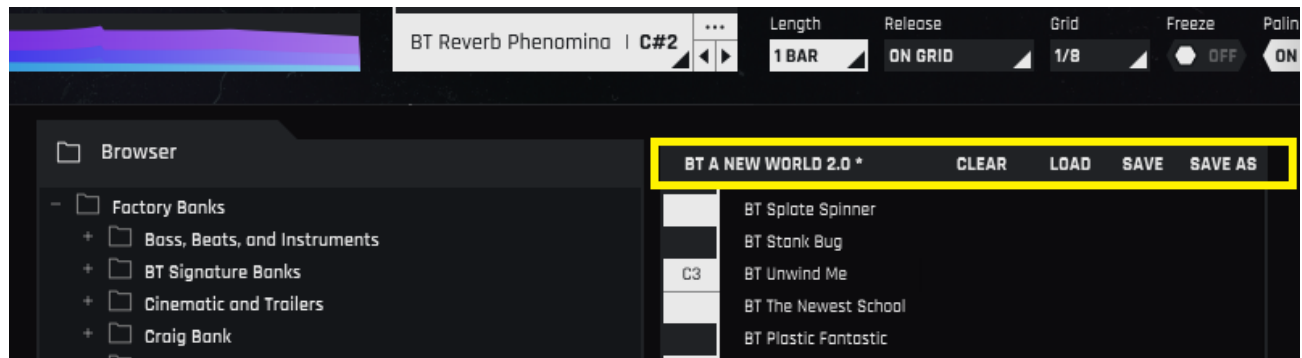 BT Reverb Phenomina | C#2
...
Length
1 BAR
Release
ON GRID
Grid
1/8
Freeze
OFF
Palin
ON
Browser
Factory Banks
Bass, Beats, and Instruments
BT Signature Banks
Cinematic and Trailers
Craig Bank
BT A NEW WORLD 2.0 * CLEAR LOAD SAVE SAVE AS
BT Splate Spinner
BT Stank Bug
C3 BT Unwind Me
BT The Newest School
BT Plastic Fantastic